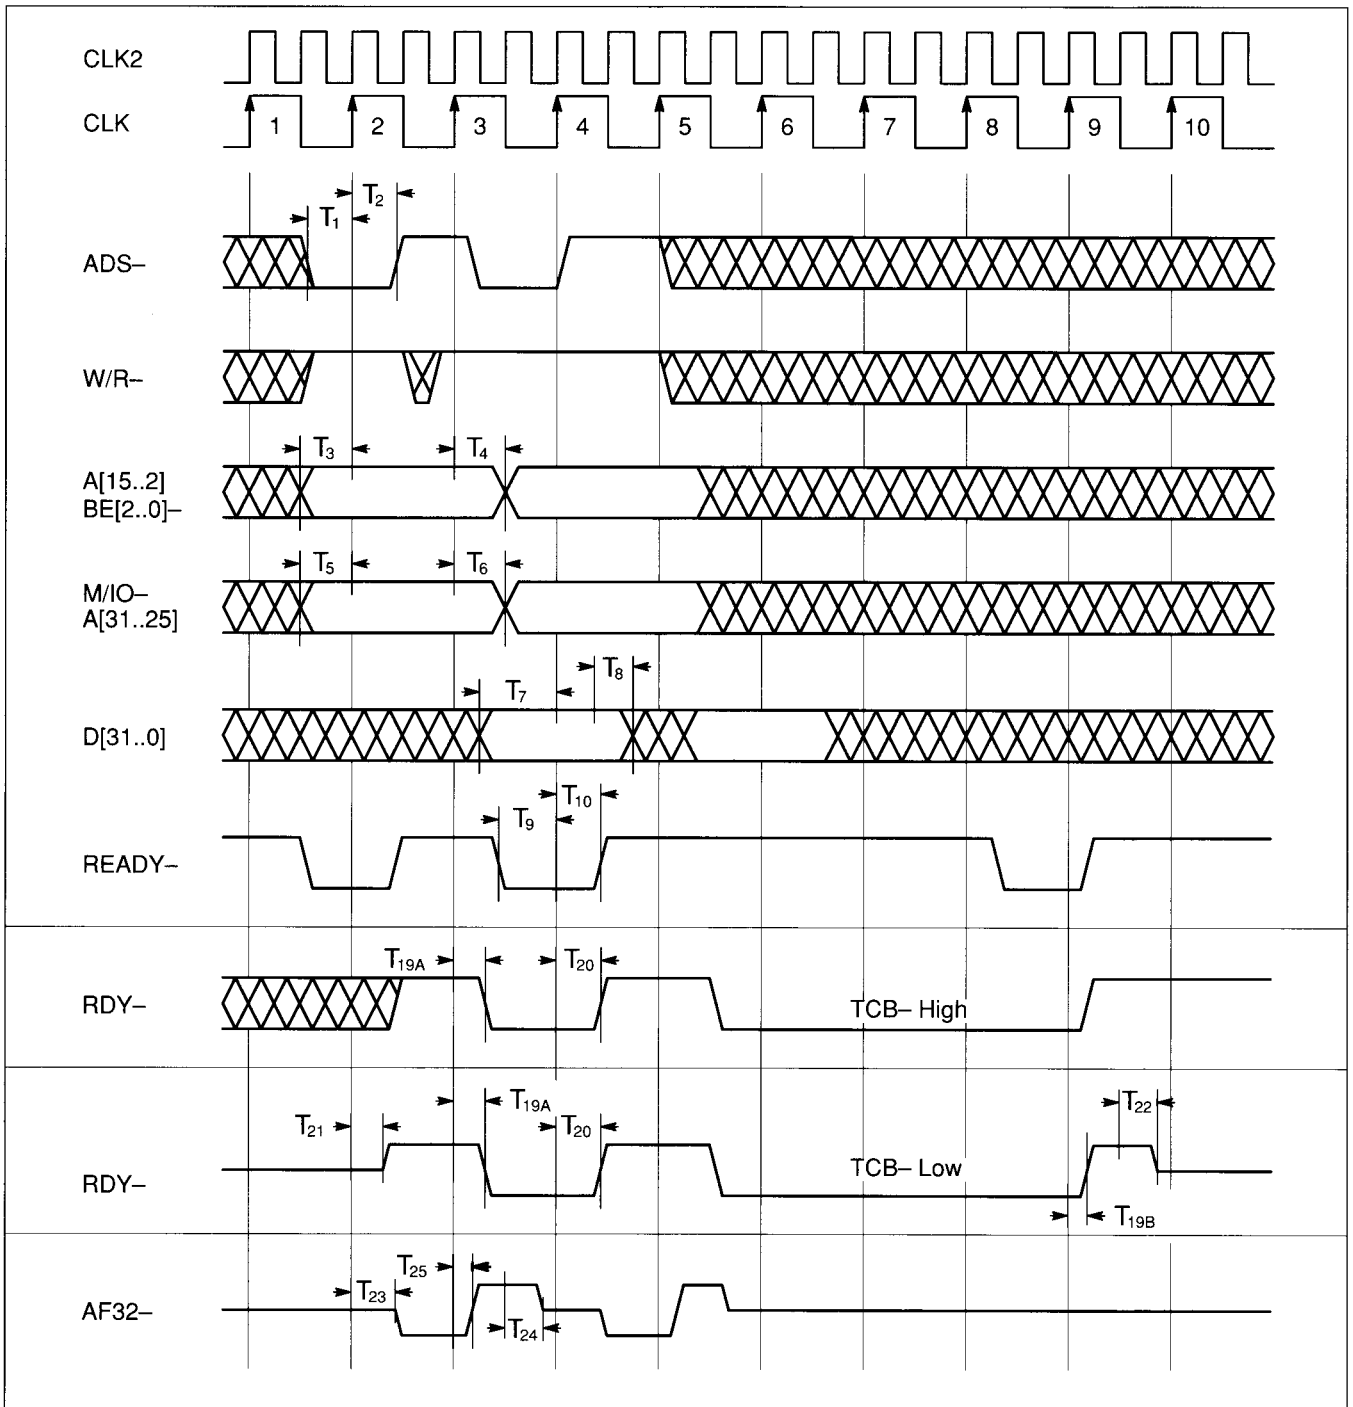 CLK2
CLK
1 2 3 4 5 6 7 8 9 10
T2
T1
ADS–
W/R–
T3 T4
A[15..2]
BE[2..0]–
T5 T6
M/IO–
A[31..25]
T8
T7
D[31..0]
T10
T9
READY–
T19A T20
RDY–
TCB– High
T19A
T22
T21 T20
TCB– Low
RDY–
T19B
T25
T23
AF32–
T24